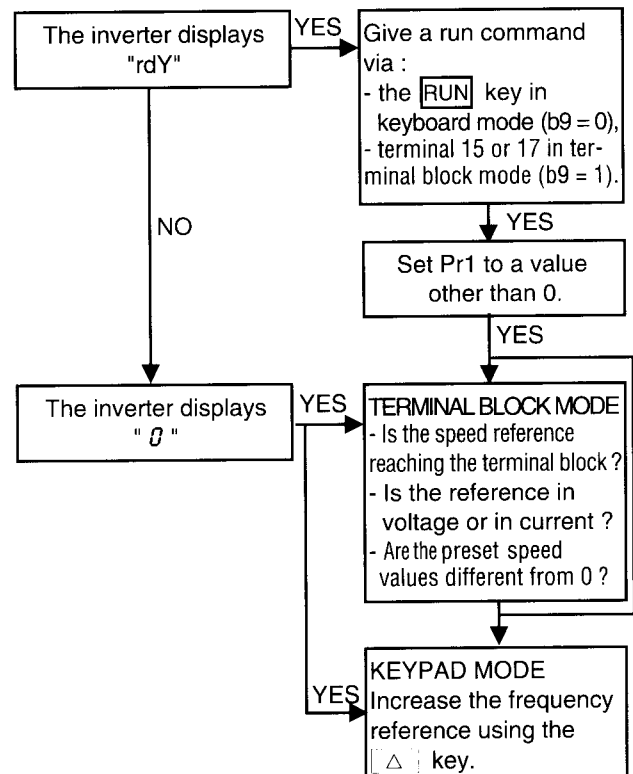 The inverter displays
"rdY"
YES
Give a run command
via :
- the RUN key in
keyboard mode (b9 = 0),
- terminal 15 or 17 in ter-
minal block mode (b9 = 1).
NO
YES
Set Pr1 to a value
other than 0.
YES
The inverter displays
" 0 "
YES
TERMINAL BLOCK MODE
- Is the speed reference
reaching the terminal block ?
- Is the reference in
voltage or in current ?
- Are the preset speed
values different from 0 ?
YES
KEYPAD MODE
Increase the frequency
reference using the
△ key.